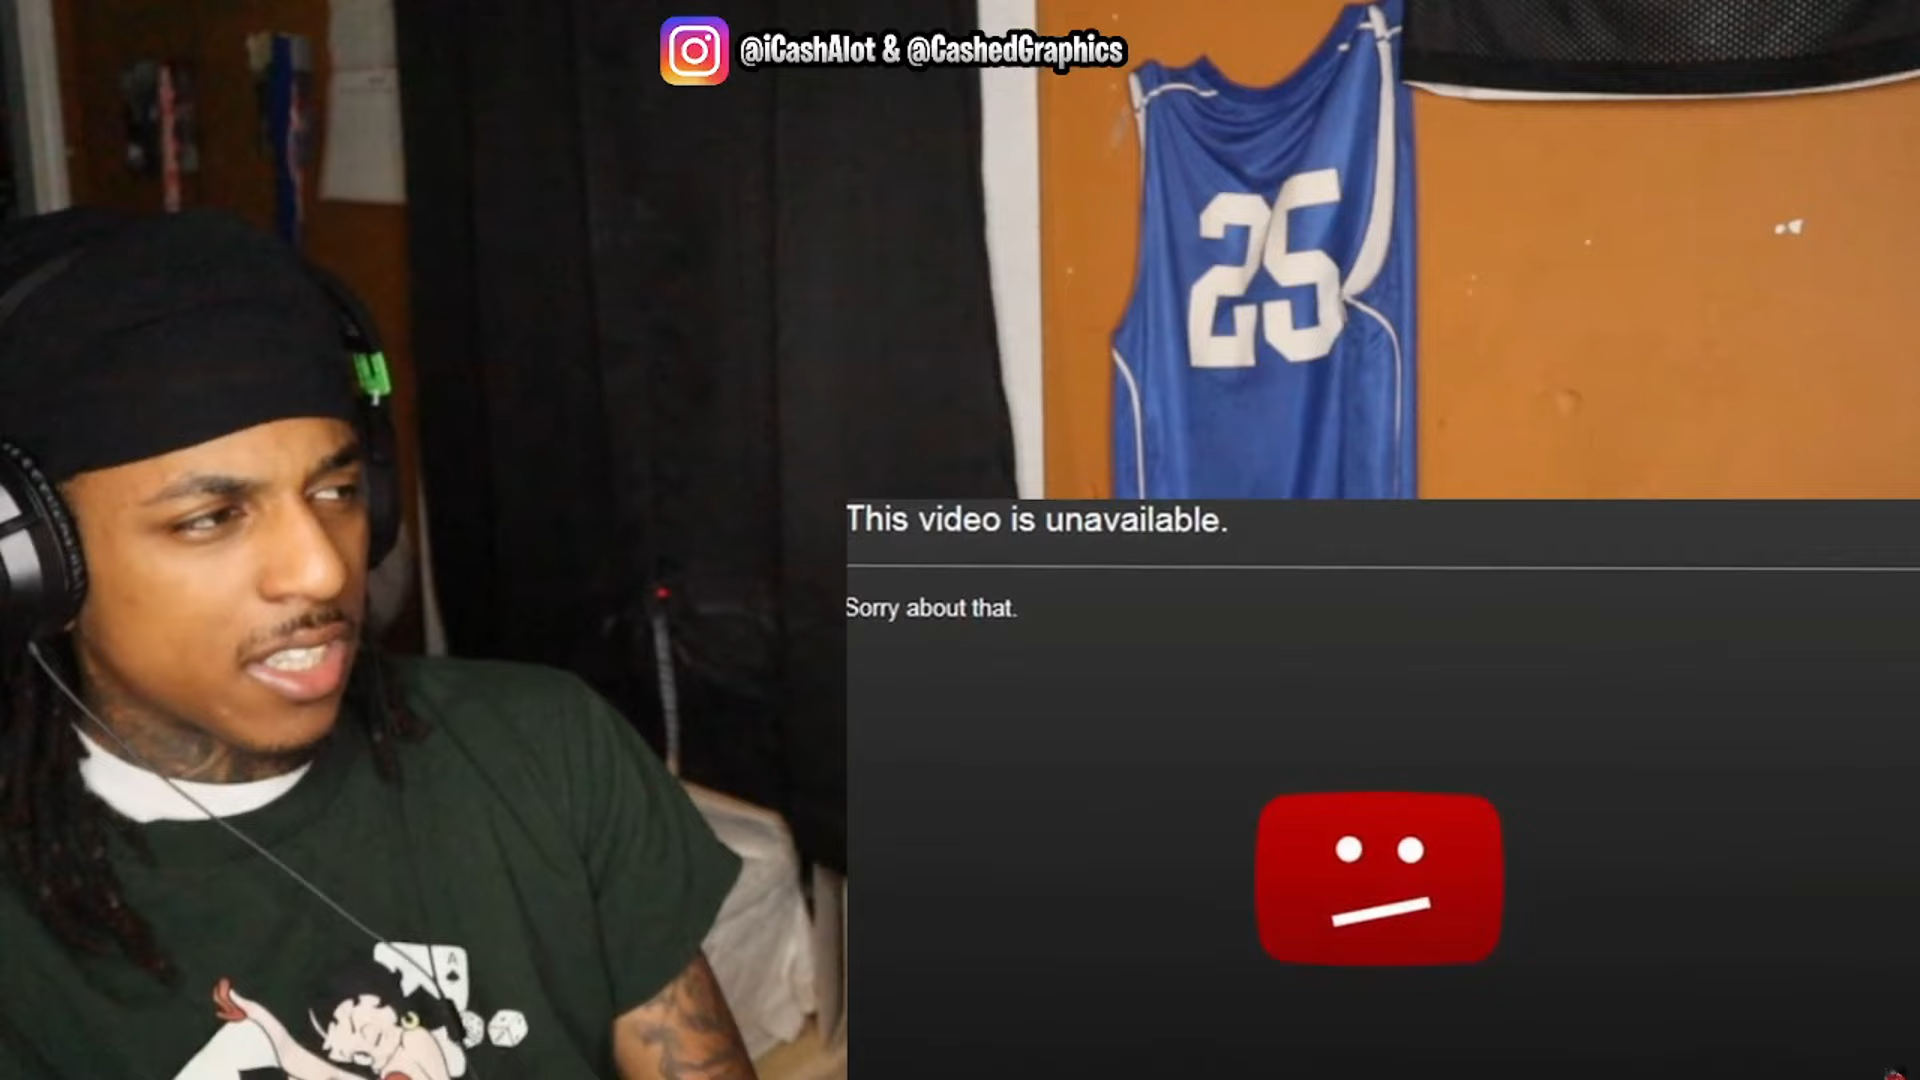 @iCashAlot & @CashedGraphics
25
This video is unavailable.
Sorry about that.
A